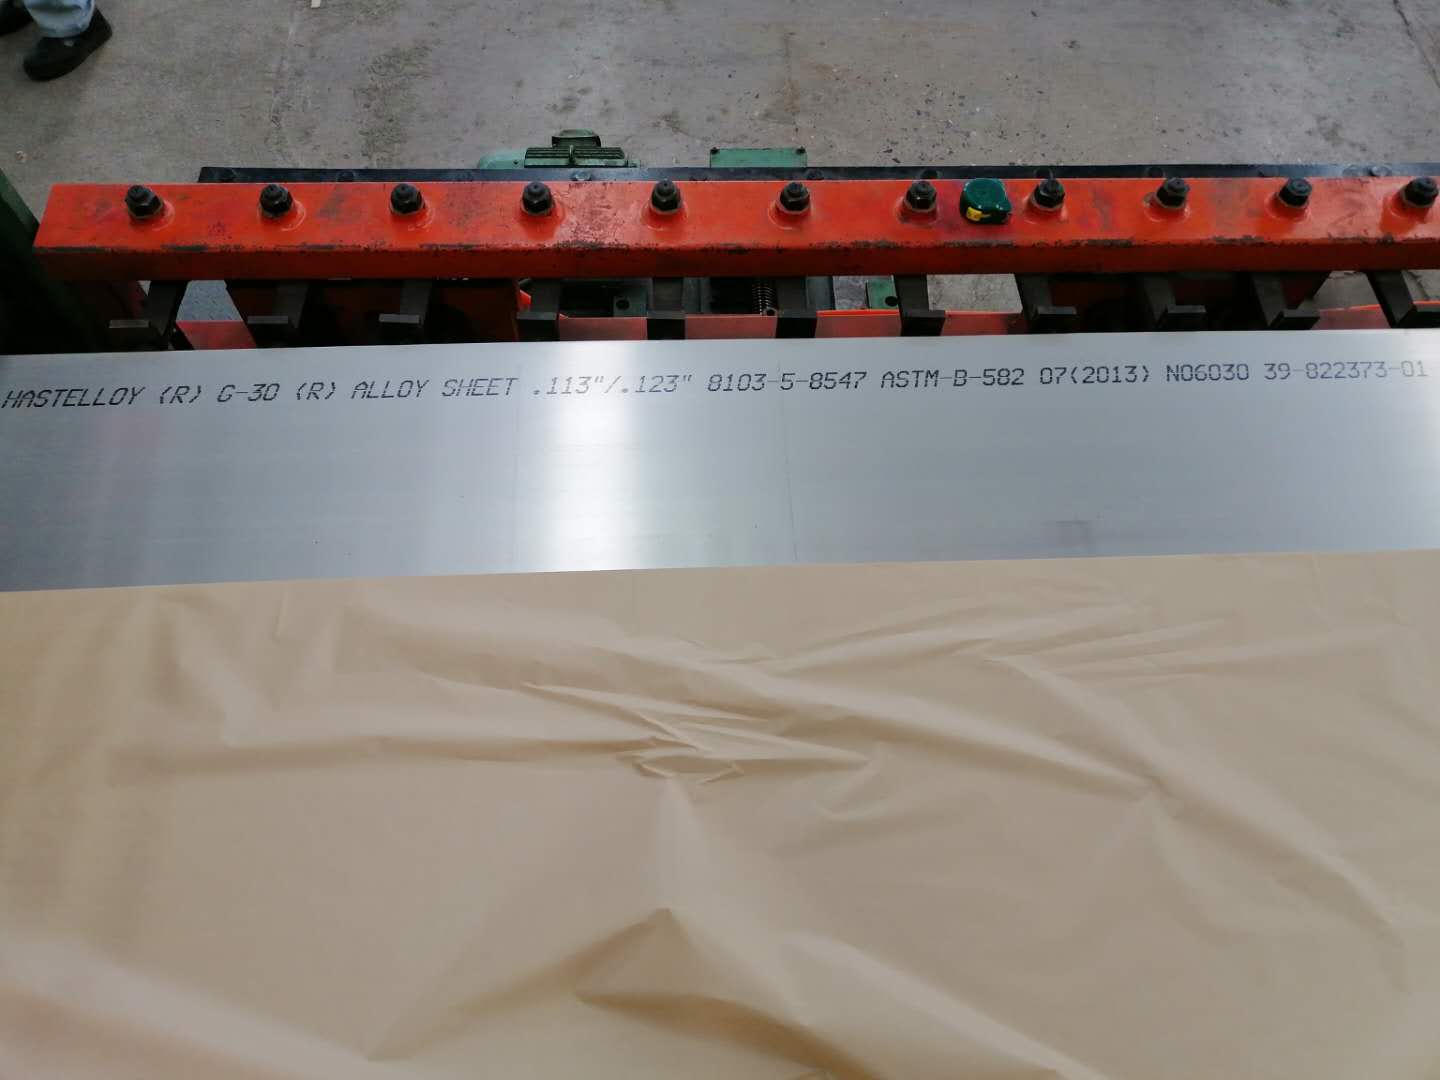 HASTELLOY (R) G-30 (R) ALLOY SHEET .113"/.123" 8103-5-8547 ASTM-B-582 07(2013) N06030 39-822373-01